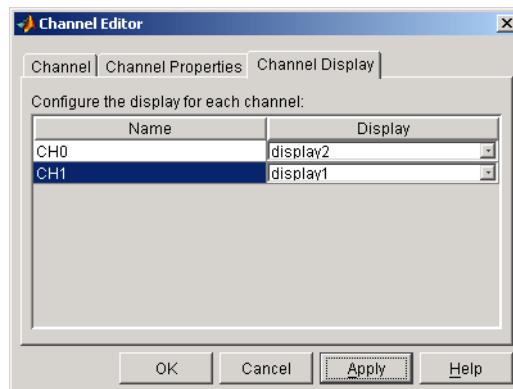 Channel Editor
Channel Channel Properties Channel Display
Configure the display for each channel:
Name Display
CH0 display2
CH1 display1
OK Cancel Apply Help